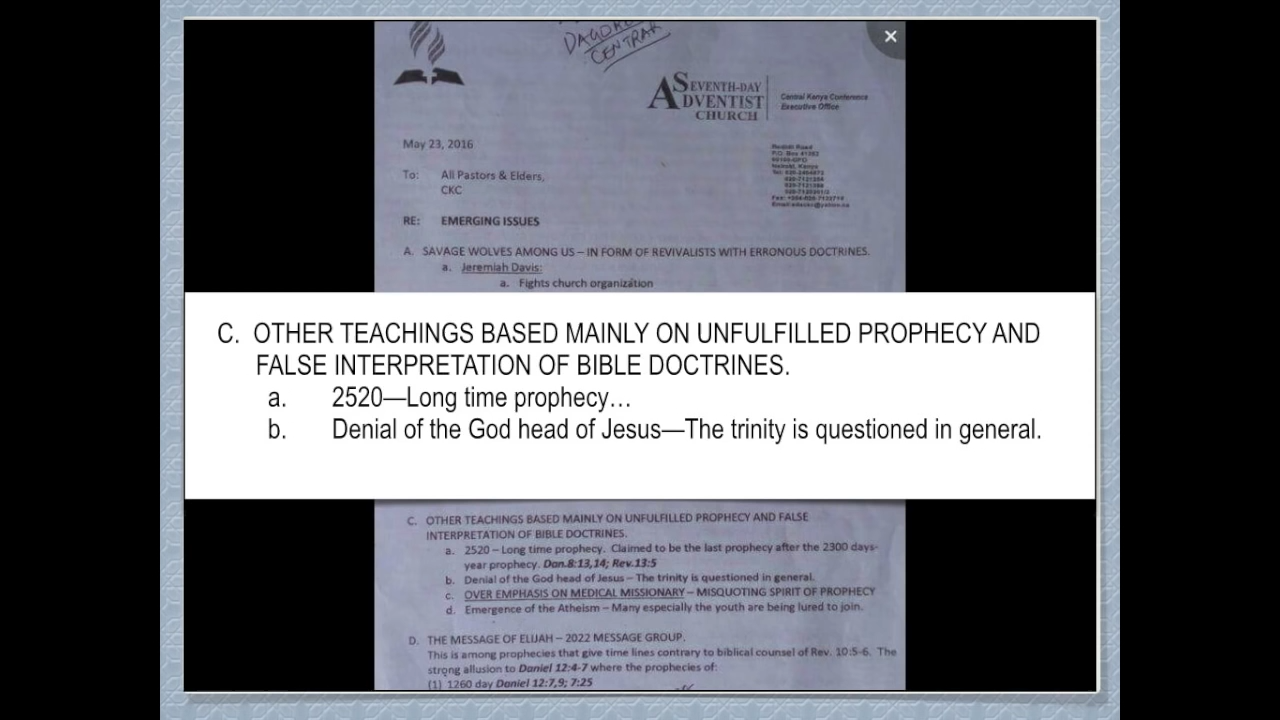 DAGORE
CENTRAL
SEVENTH-DAY
ADVENTIST
CHURCH
Central Kenya Conference
Executive Office
May 23, 2016
To: All Pastors & Elders,
CKC
P.O. Box
Nairobi, Kenya
RE: EMERGING ISSUES
A. SAVAGE WOLVES AMONG US – IN FORM OF REVIVALISTS WITH ERRONOUS DOCTRINES.
a. Jeremiah Davis:
a. Fights church organization
C. OTHER TEACHINGS BASED MAINLY ON UNFULFILLED PROPHECY AND
FALSE INTERPRETATION OF BIBLE DOCTRINES.
a. 2520—Long time prophecy…
b. Denial of the God head of Jesus—The trinity is questioned in general.
C. OTHER TEACHINGS BASED MAINLY ON UNFULFILLED PROPHECY AND FALSE
INTERPRETATION OF BIBLE DOCTRINES.
a. 2520 – Long time prophecy. Claimed to be the last prophecy after the 2300 days-
year prophecy. Dan.8:13,14; Rev.13:5
b. Denial of the God head of Jesus – The trinity is questioned in general.
c. OVER EMPHASIS ON MEDICAL MISSIONARY – MISQUOTING SPIRIT OF PROPHECY
d. Emergence of the Atheism – Many especially the youth are being lured to join.
D. THE MESSAGE OF ELIJAH – 2022 MESSAGE GROUP.
This is among prophecies that give time lines contrary to biblical counsel of Rev. 10:5-6. The
strong allusion to Daniel 12:4-7 where the prophecies of:
(1) 1260 day Daniel 12:7,9; 7:25